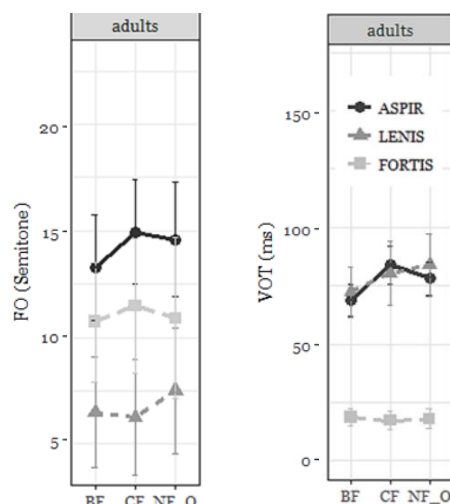 adults
20
15
10
5
F0 (Semitone)
BF CF NF_O
adults
150
100
50
0
VOT (ms)
ASPIR
LENIS
FORTIS
BF CF NF_O